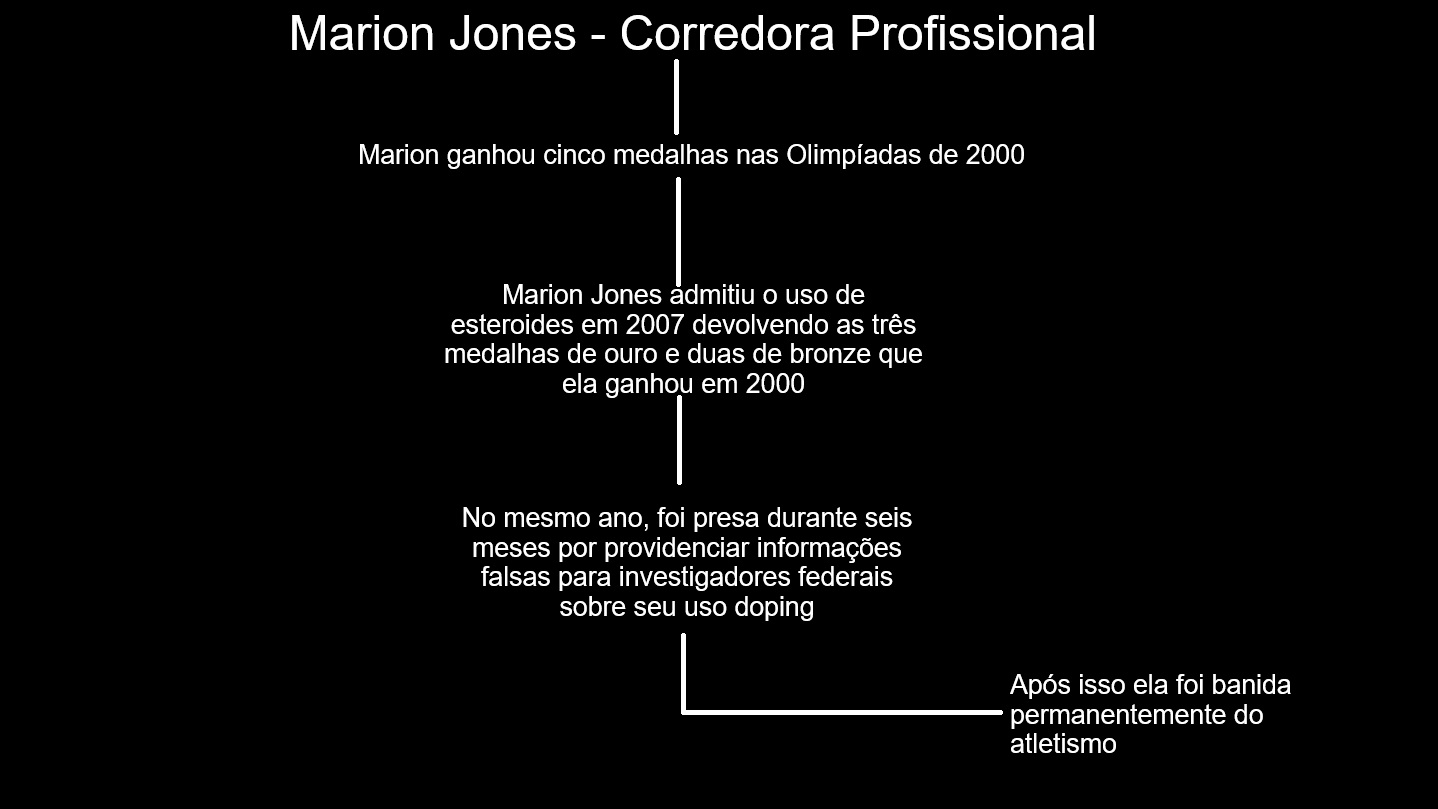 Marion Jones - Corredora Profissional
Marion ganhou cinco medalhas nas Olimpíadas de 2000
Marion Jones admitiu o uso de
esteroides em 2007 devolvendo as três
medalhas de ouro e duas de bronze que
ela ganhou em 2000
No mesmo ano, foi presa durante seis
meses por providenciar informações
falsas para investigadores federais
sobre seu uso doping
Após isso ela foi banida
permanentemente do
atletismo